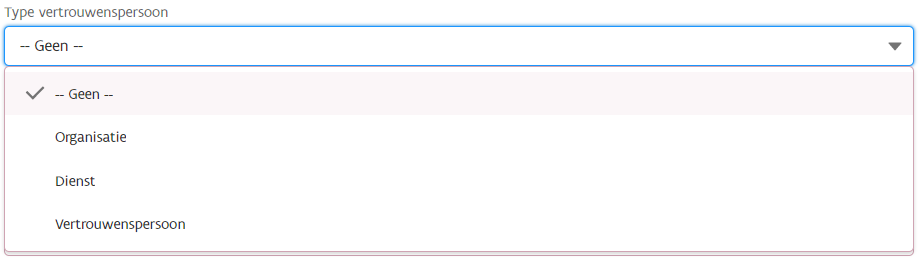 Type vertrouwenspersoon
-- Geen --
-- Geen --
Organisatie
Dienst
Vertrouwenspersoon